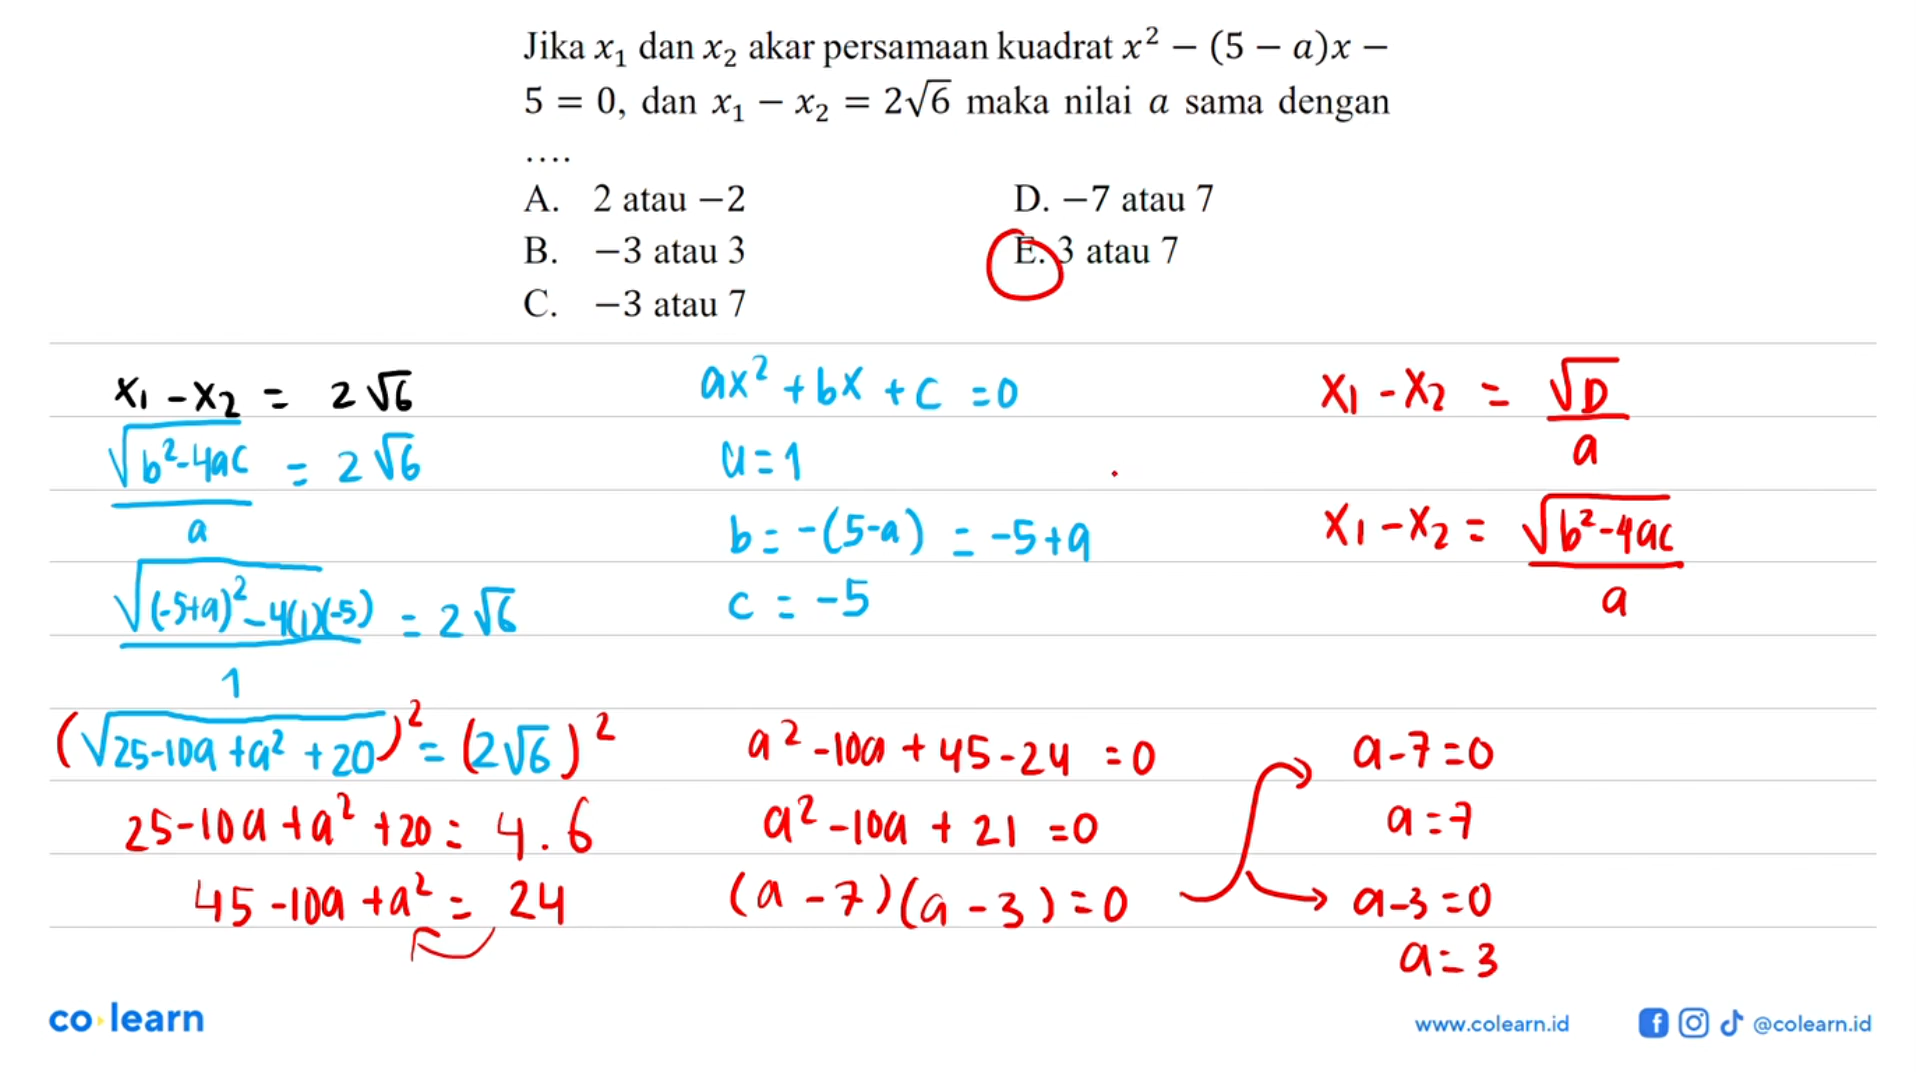 Jika x₁ dan x₂ akar persamaan kuadrat x² − (5 − a)x −
5 = 0, dan x₁ − x₂ = 2√6 maka nilai a sama dengan
....
A. 2 atau −2
B. −3 atau 3
C. −3 atau 7
D. −7 atau 7
E. 3 atau 7
x₁ - x₂ = 2√6
√(b²-4ac) / a = 2√6
√((-5+a)² - 4(1)(-5)) / 1 = 2√6
(√(25-10a+a²+20))² = (2√6)²
25-10a+a²+20 = 4.6
45-10a+a² = 24
ax²+bx+c=0
a=1
b=-(5-a) = -5+a
c = -5
a²-10a+45-24=0
a²-10a+21=0
(a-7)(a-3)=0
x₁ - x₂ = √D / a
x₁ - x₂ = √(b²-4ac) / a
a-7=0
a=7
a-3=0
a=3
co learn
www.colearn.id
@colearn.id